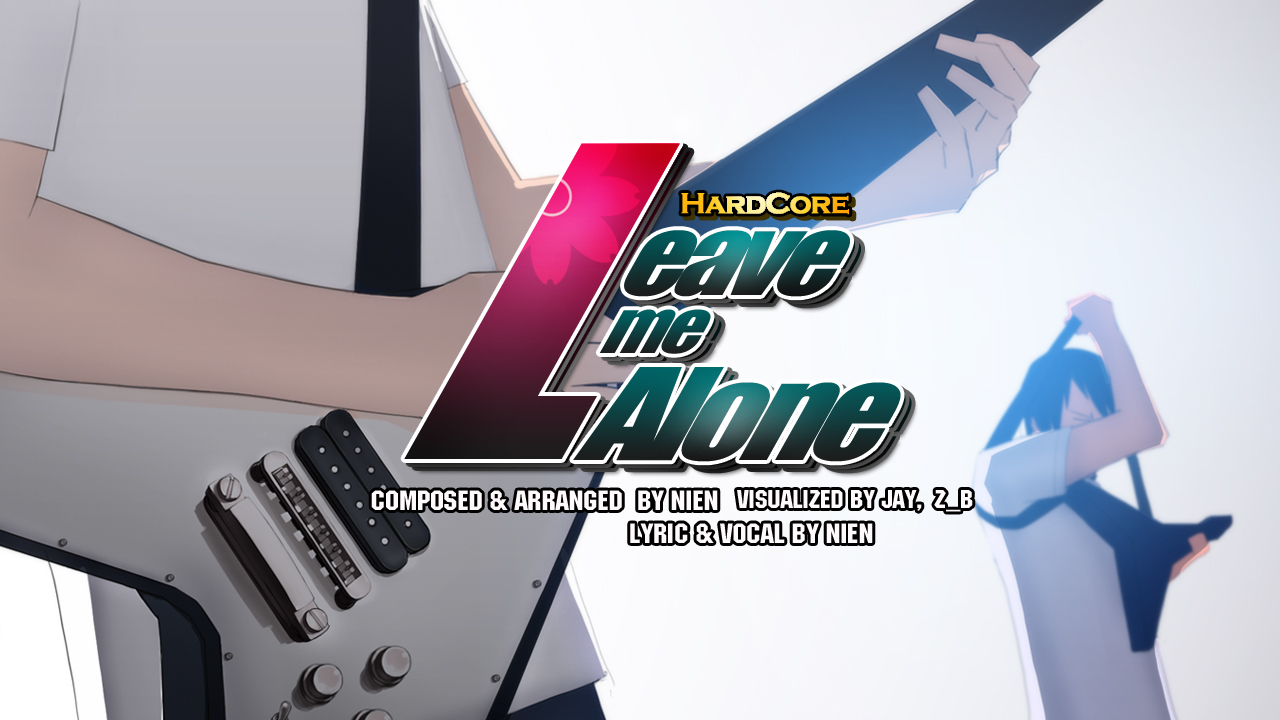 HARDCORE
Leave
me
Alone
COMPOSED & ARRANGED BY NIEN VISUALIZED BY JAY, Z_B
LYRIC & VOCAL BY NIEN